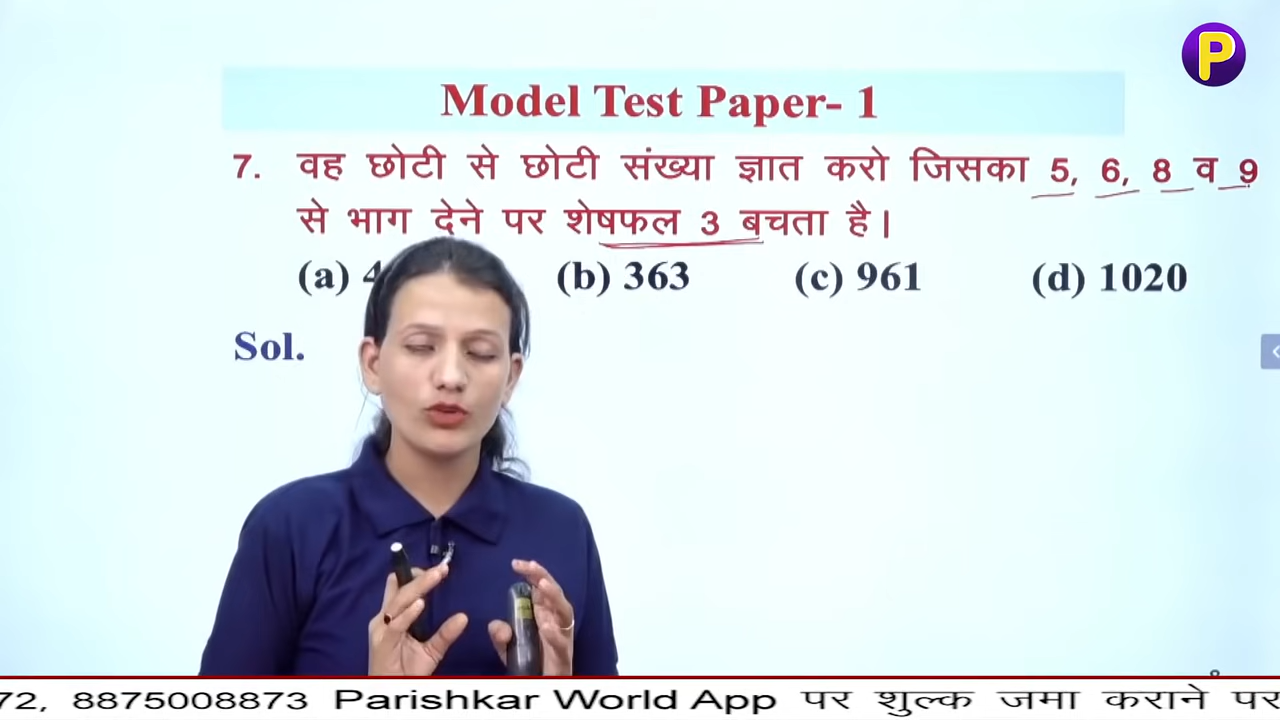 P
Model Test Paper- 1
7. वह छोटी से छोटी संख्या ज्ञात करो जिसका 5, 6, 8 व 9
से भाग देने पर शेषफल 3 बचता है।
(a) 4 (b) 363 (c) 961 (d) 1020
Sol.
72, 8875008873 Parishkar World App पर शुल्क जमा कराने पर